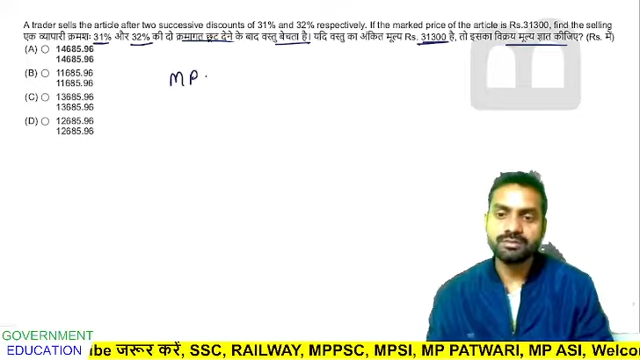 A trader sells the article after two successive discounts of 31% and 32% respectively. If the marked price of the article is Rs.31300, find the selling
एक व्यापारी क्रमशः 31% और 32% की दो क्रमागत छूट देने के बाद वस्तु बेचता है। यदि वस्तु का अंकित मूल्य Rs. 31300 है, तो इसका विक्रय मूल्य ज्ञात कीजिए? (Rs. में)
(A) 14685.96
14685.96
(B) 11685.96
11685.96
(C) 13685.96
13685.96
(D) 12685.96
12685.96
MP
GOVERNMENT
EDUCATION
be जरूर करें, SSC, RAILWAY, MPPSC, MPSI, MP PATWARI, MP ASI, Welco